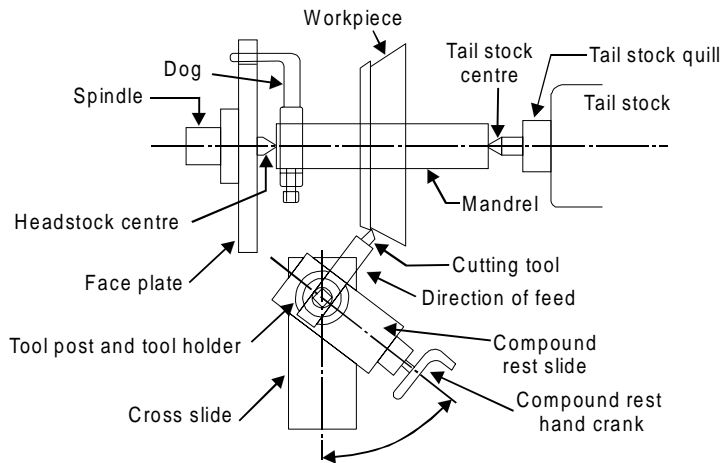 Workpiece
Tail stock
centre
Tail stock quill
Dog
Spindle
Tail stock
Mandrel
Headstock centre
Cutting tool
Face plate
Direction of feed
Tool post and tool holder
Compound
rest slide
Cross slide
Compound rest
hand crank